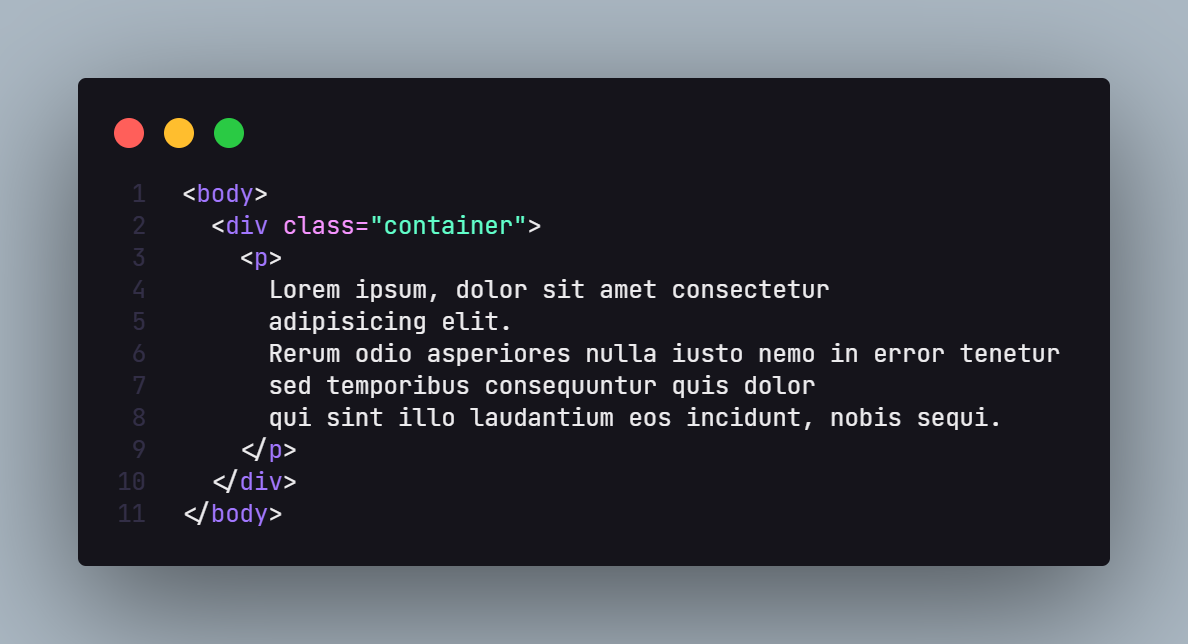 1 <body>
2   <div class="container">
3     <p>
4       Lorem ipsum, dolor sit amet consectetur
5       adipisicing elit.
6       Rerum odio asperiores nulla iusto nemo in error tenetur
7       sed temporibus consequuntur quis dolor
8       qui sint illo laudantium eos incidunt, nobis sequi.
9     </p>
10   </div>
11 </body>